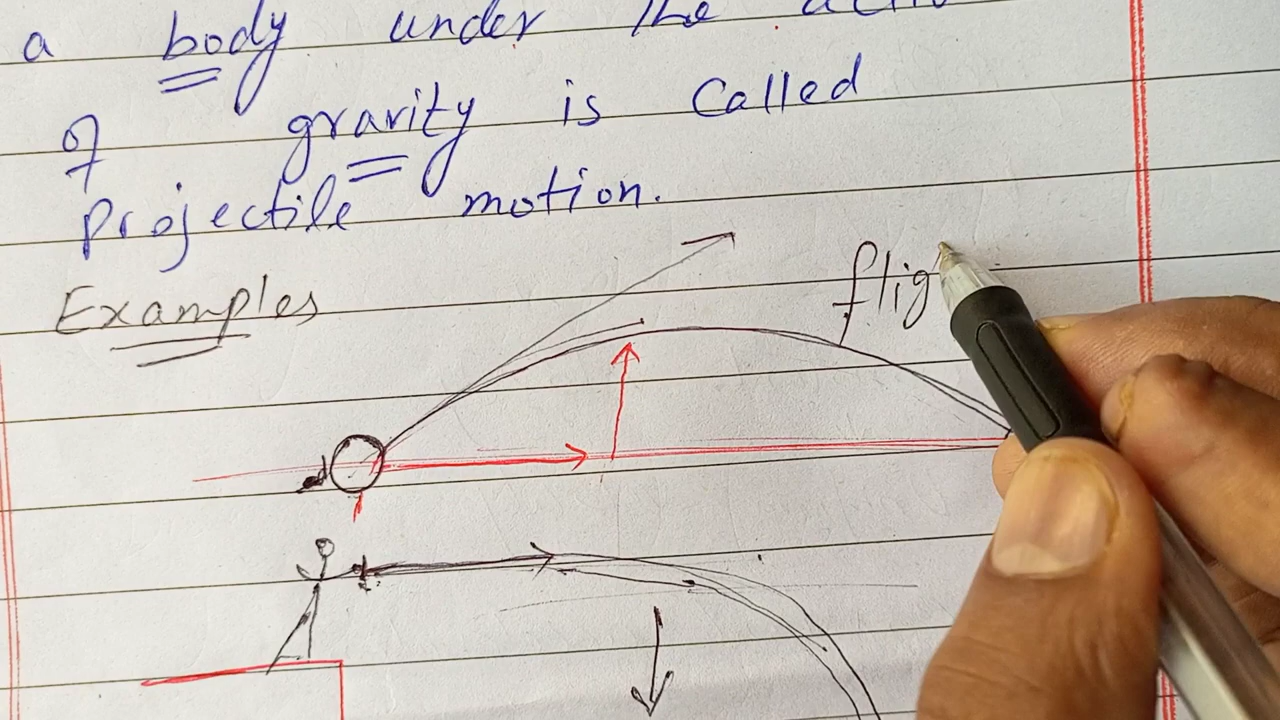 a body under the
of gravity is called
Projectile motion.
Examples
flig